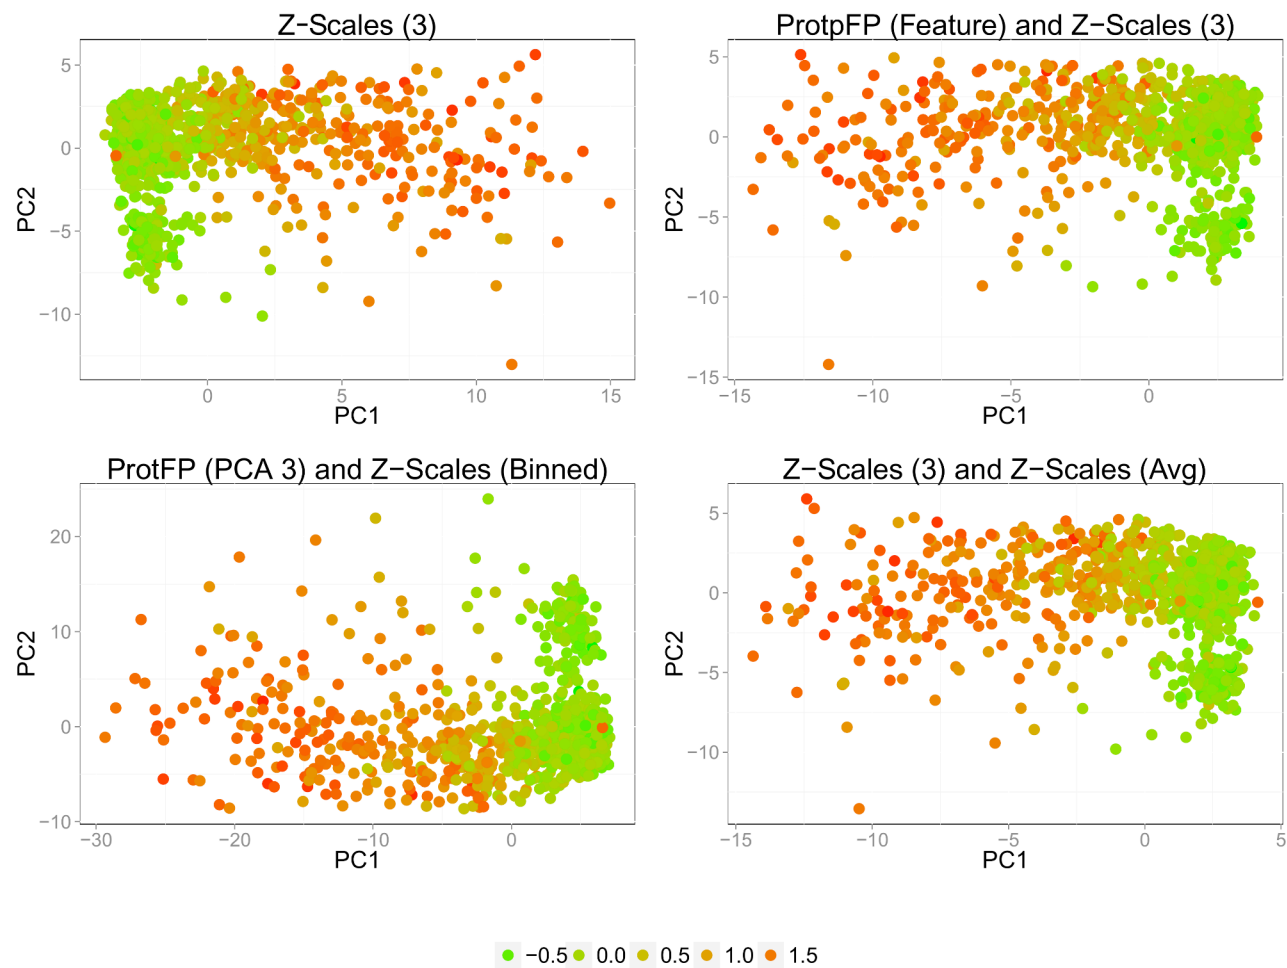 Z−Scales (3)
PC2
5
0
−5
−10
0
5
10
15
PC1
ProtpFP (Feature) and Z−Scales (3)
PC2
5
0
−5
−10
−15
−15
−10
−5
0
PC1
ProtFP (PCA 3) and Z−Scales (Binned)
PC2
20
10
0
−10
−30
−20
−10
0
PC1
Z−Scales (3) and Z−Scales (Avg)
PC2
5
0
−5
−10
−15
−10
−5
0
5
PC1
−0.5 0.0 0.5 1.0 1.5